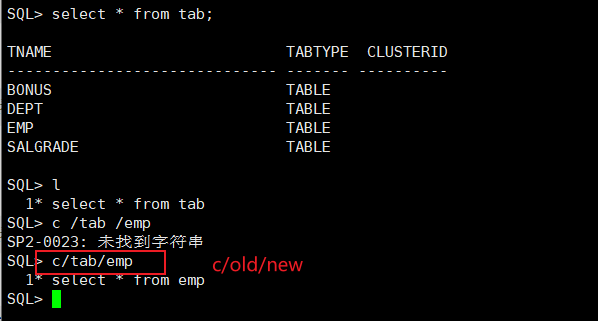 SQL> select * from tab;
TNAME                          TABTYPE  CLUSTERID
------------------------------ ------- ----------
BONUS                          TABLE
DEPT                           TABLE
EMP                            TABLE
SALGRADE                       TABLE
SQL> l
  1* select * from tab
SQL> c /tab /emp
SP2-0023: 未找到字符串
SQL> c/tab/emp c/old/new
  1* select * from emp
SQL>